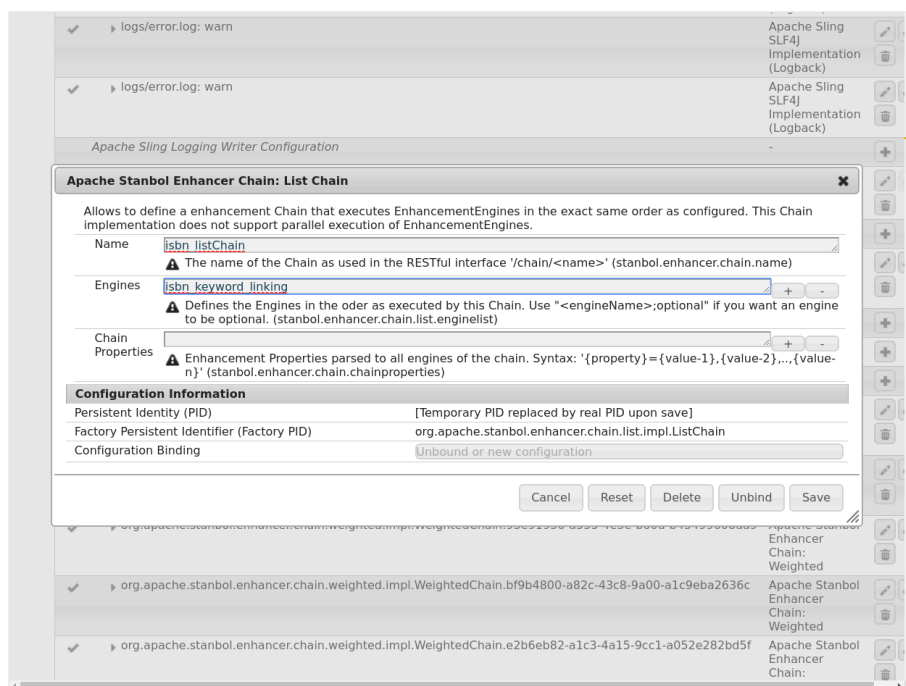 logs/error.log: warn
Apache Sling
SLF4J
Implementation
(Logback)
logs/error.log: warn
Apache Sling
SLF4J
Implementation
(Logback)
Apache Sling Logging Writer Configuration
-
Apache Stanbol Enhancer Chain: List Chain
Allows to define a enhancement Chain that executes EnhancementEngines in the exact same order as configured. This Chain
implementation does not support parallel execution of EnhancementEngines.
Name
isbn_listChain
The name of the Chain as used in the RESTful interface '/chain/<name>' (stanbol.enhancer.chain.name)
Engines
isbn_keyword_linking
+ -
Defines the Engines in the oder as executed by this Chain. Use "<engineName>;optional" if you want an engine
to be optional. (stanbol.enhancer.chain.list.enginelist)
Chain
Properties
+ -
Enhancement Properties parsed to all engines of the chain. Syntax: '{property}={value-1},{value-2},..,{value-
n}' (stanbol.enhancer.chain.chainproperties)
Configuration Information
Persistent Identity (PID) [Temporary PID replaced by real PID upon save]
Factory Persistent Identifier (Factory PID) org.apache.stanbol.enhancer.chain.list.impl.ListChain
Configuration Binding Unbound or new configuration
Cancel Reset Delete Unbind Save
Apache Stanbol
Enhancer
Chain:
Weighted
org.apache.stanbol.enhancer.chain.weighted.impl.WeightedChain.bf9b4800-a82c-43c8-9a00-a1c9eba2636c
Apache Stanbol
Enhancer
Chain:
Weighted
org.apache.stanbol.enhancer.chain.weighted.impl.WeightedChain.e2b6eb82-a1c3-4a15-9cc1-a052e282bd5f
Apache Stanbol
Enhancer
Chain: